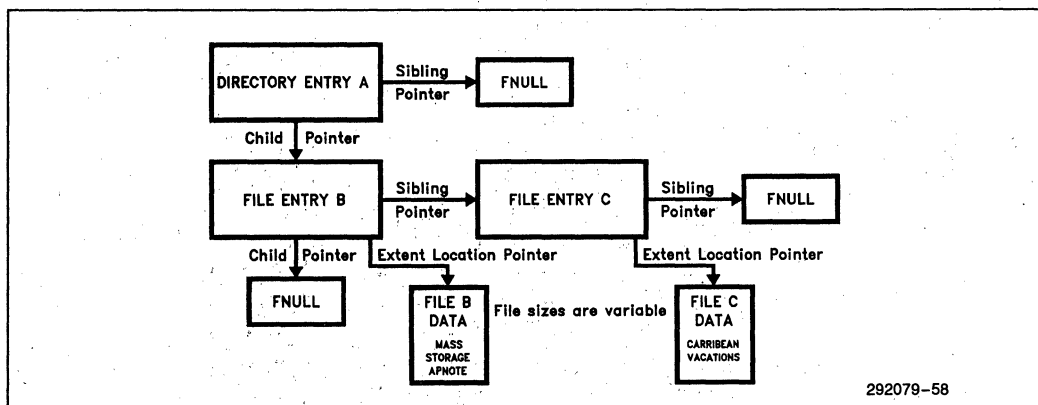 DIRECTORY ENTRY A
Sibling
Pointer
FNULL
Child Pointer
FILE ENTRY B
Sibling
Pointer
FILE ENTRY C
Sibling
Pointer
FNULL
Child Pointer
Extent Location Pointer
Extent Location Pointer
FNULL
FILE B
DATA
MASS
STORAGE
APNOTE
File sizes are variable
FILE C
DATA
CARRIBEAN
VACATIONS
292079-58